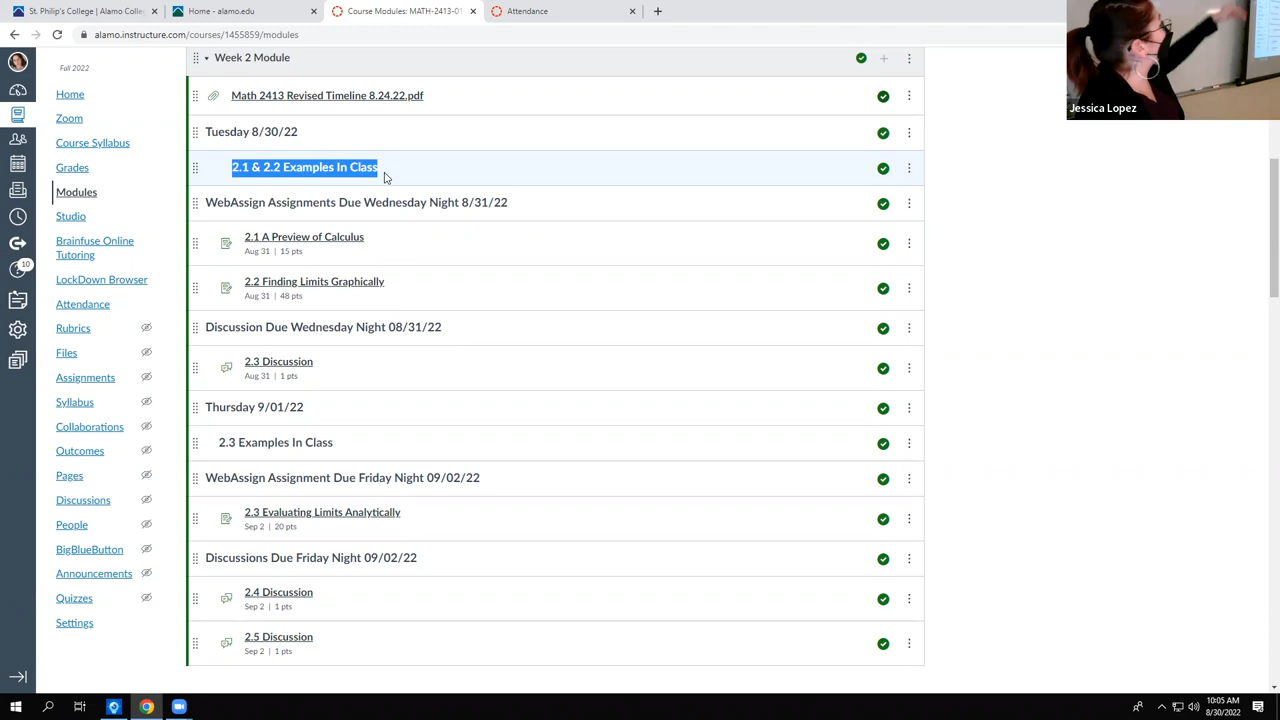 St. Philip's College
Home - alamo.edu
Course Modules: MATH-2413-01
Attendance
alamo.instructure.com/courses/1455859/modules
Jessica Lopez
Fall 2022
Home
Zoom
Course Syllabus
Grades
Modules
Studio
Brainfuse Online
Tutoring
LockDown Browser
Attendance
Rubrics
Files
Assignments
Syllabus
Collaborations
Outcomes
Pages
Discussions
People
BigBlueButton
Announcements
Quizzes
Settings
10
Week 2 Module
Math 2413 Revised Timeline 8.24.22.pdf
Tuesday 8/30/22
2.1 & 2.2 Examples In Class
WebAssign Assignments Due Wednesday Night 8/31/22
2.1 A Preview of Calculus
Aug 31 | 15 pts
2.2 Finding Limits Graphically
Aug 31 | 48 pts
Discussion Due Wednesday Night 08/31/22
2.3 Discussion
Aug 31 | 1 pts
Thursday 9/01/22
2.3 Examples In Class
WebAssign Assignment Due Friday Night 09/02/22
2.3 Evaluating Limits Analytically
Sep 2 | 20 pts
Discussions Due Friday Night 09/02/22
2.4 Discussion
Sep 2 | 1 pts
2.5 Discussion
Sep 2 | 1 pts
10:05 AM
8/30/2022